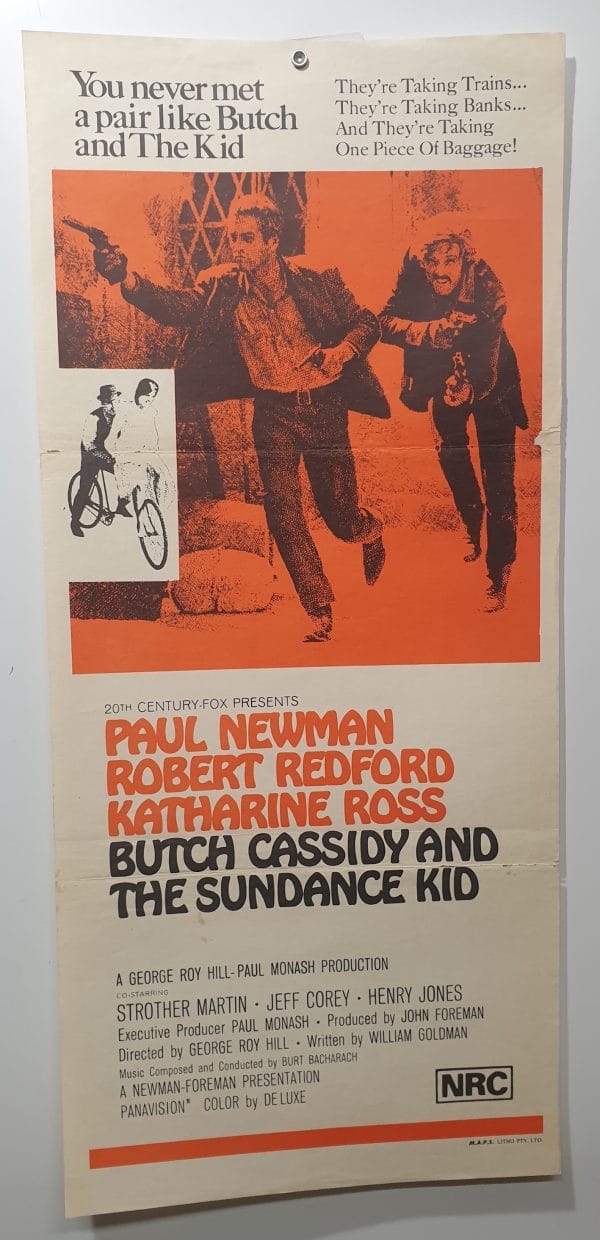 You never met
a pair like Butch
and The Kid
They're Taking Trains...
They're Taking Banks...
And They're Taking
One Piece Of Baggage!
20TH CENTURY-FOX PRESENTS
PAUL NEWMAN
ROBERT REDFORD
KATHARINE ROSS
BUTCH CASSIDY AND
THE SUNDANCE KID
A GEORGE ROY HILL-PAUL MONASH PRODUCTION
CO-STARRING
STROTHER MARTIN · JEFF COREY · HENRY JONES
Executive Producer PAUL MONASH · Produced by JOHN FOREMAN
Directed by GEORGE ROY HILL · Written by WILLIAM GOLDMAN
Music Composed and Conducted by BURT BACHARACH
A NEWMAN-FOREMAN PRESENTATION
PANAVISION® COLOR by DE LUXE
NRC
M.A.P.S. LITHO PTY. LTD.